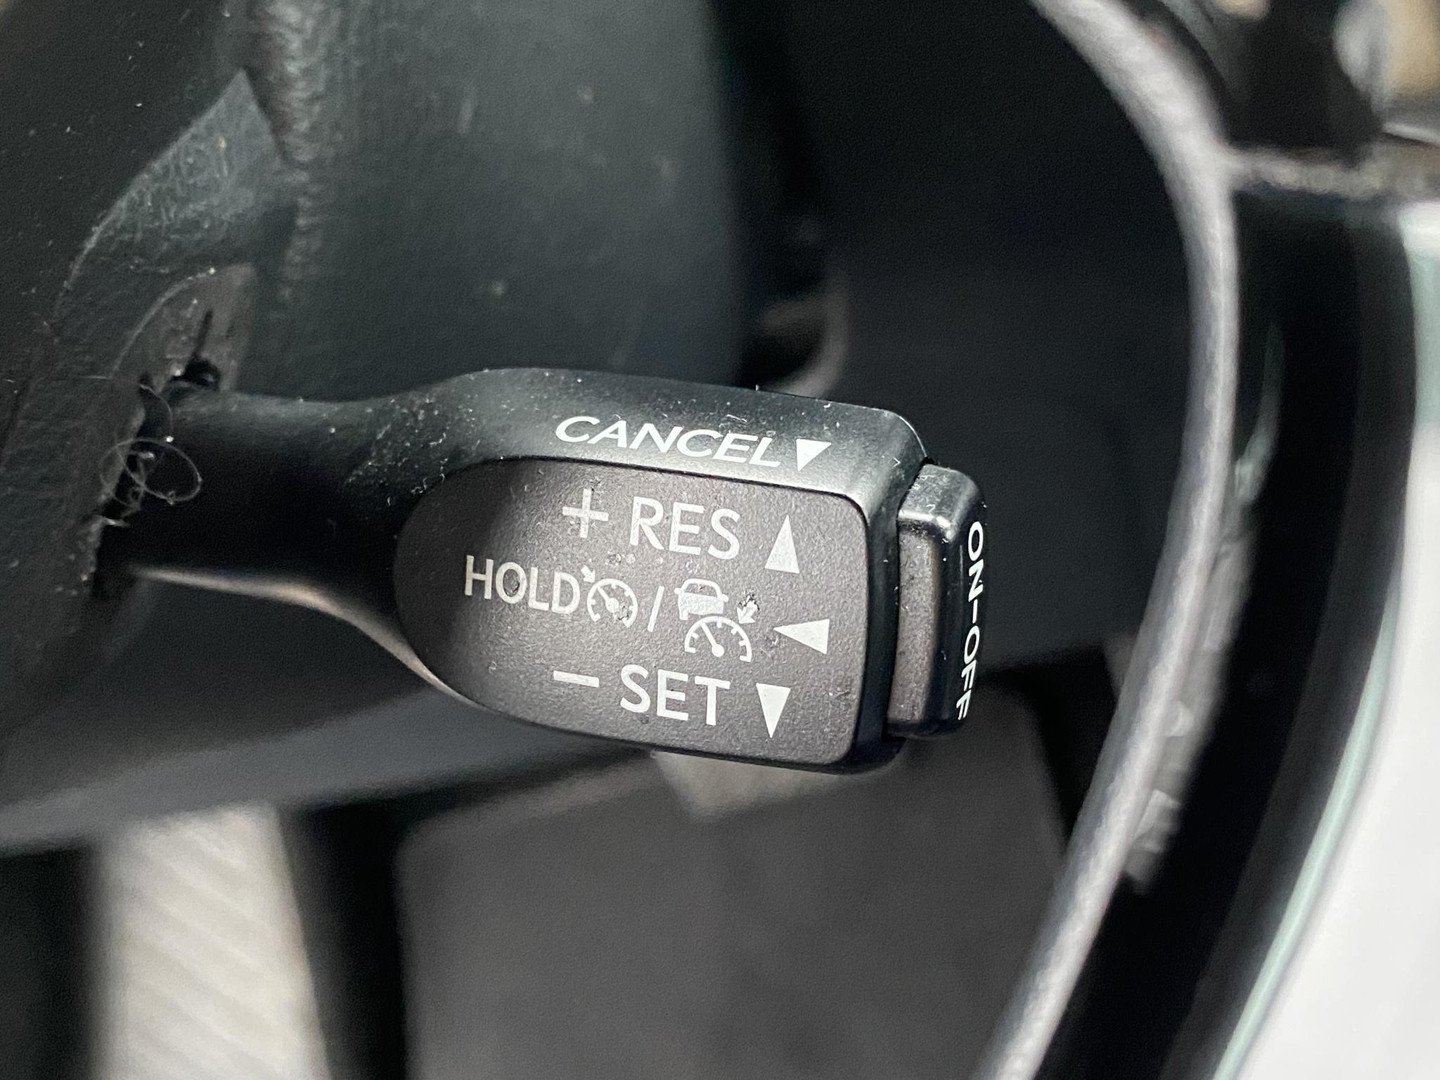 CANCEL
+ RES
HOLD /
− SET
ON-OFF